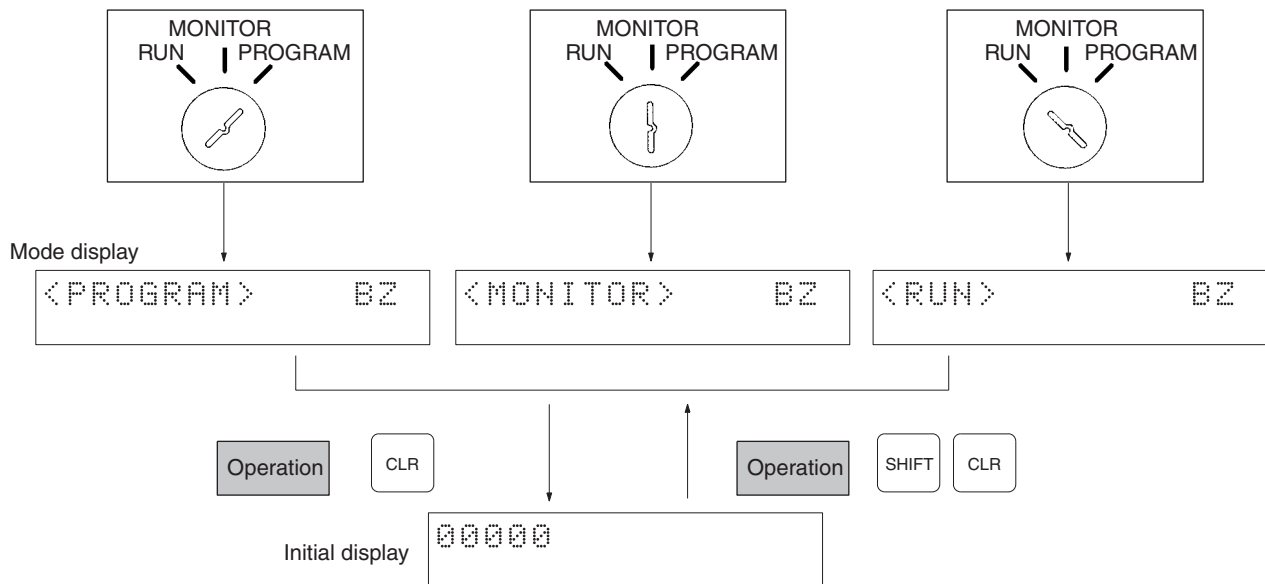 MONITOR
RUN PROGRAM
MONITOR
RUN PROGRAM
MONITOR
RUN PROGRAM
Mode display
<PROGRAM> BZ
<MONITOR> BZ
<RUN> BZ
Operation CLR
Operation SHIFT CLR
Initial display
00000